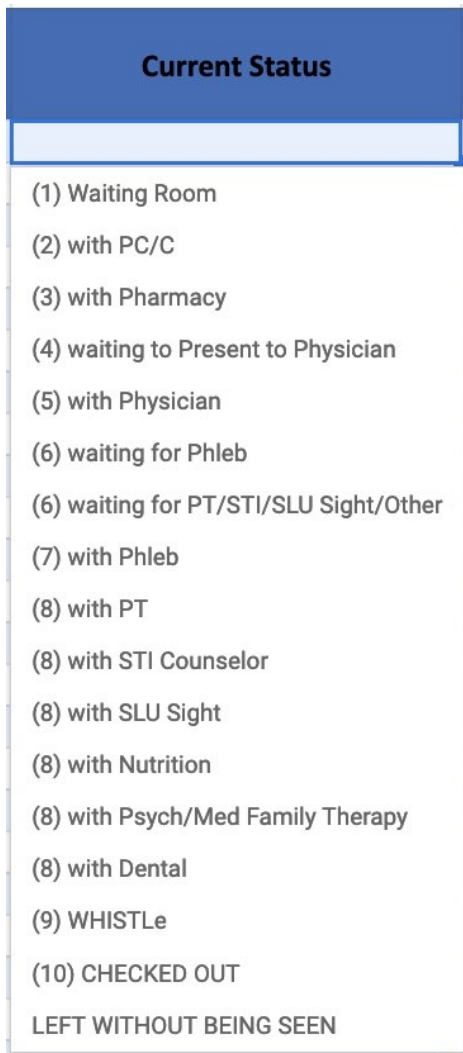 Current Status
(1) Waiting Room
(2) with PC/C
(3) with Pharmacy
(4) waiting to Present to Physician
(5) with Physician
(6) waiting for Phleb
(6) waiting for PT/STI/SLU Sight/Other
(7) with Phleb
(8) with PT
(8) with STI Counselor
(8) with SLU Sight
(8) with Nutrition
(8) with Psych/Med Family Therapy
(8) with Dental
(9) WHISTLe
(10) CHECKED OUT
LEFT WITHOUT BEING SEEN